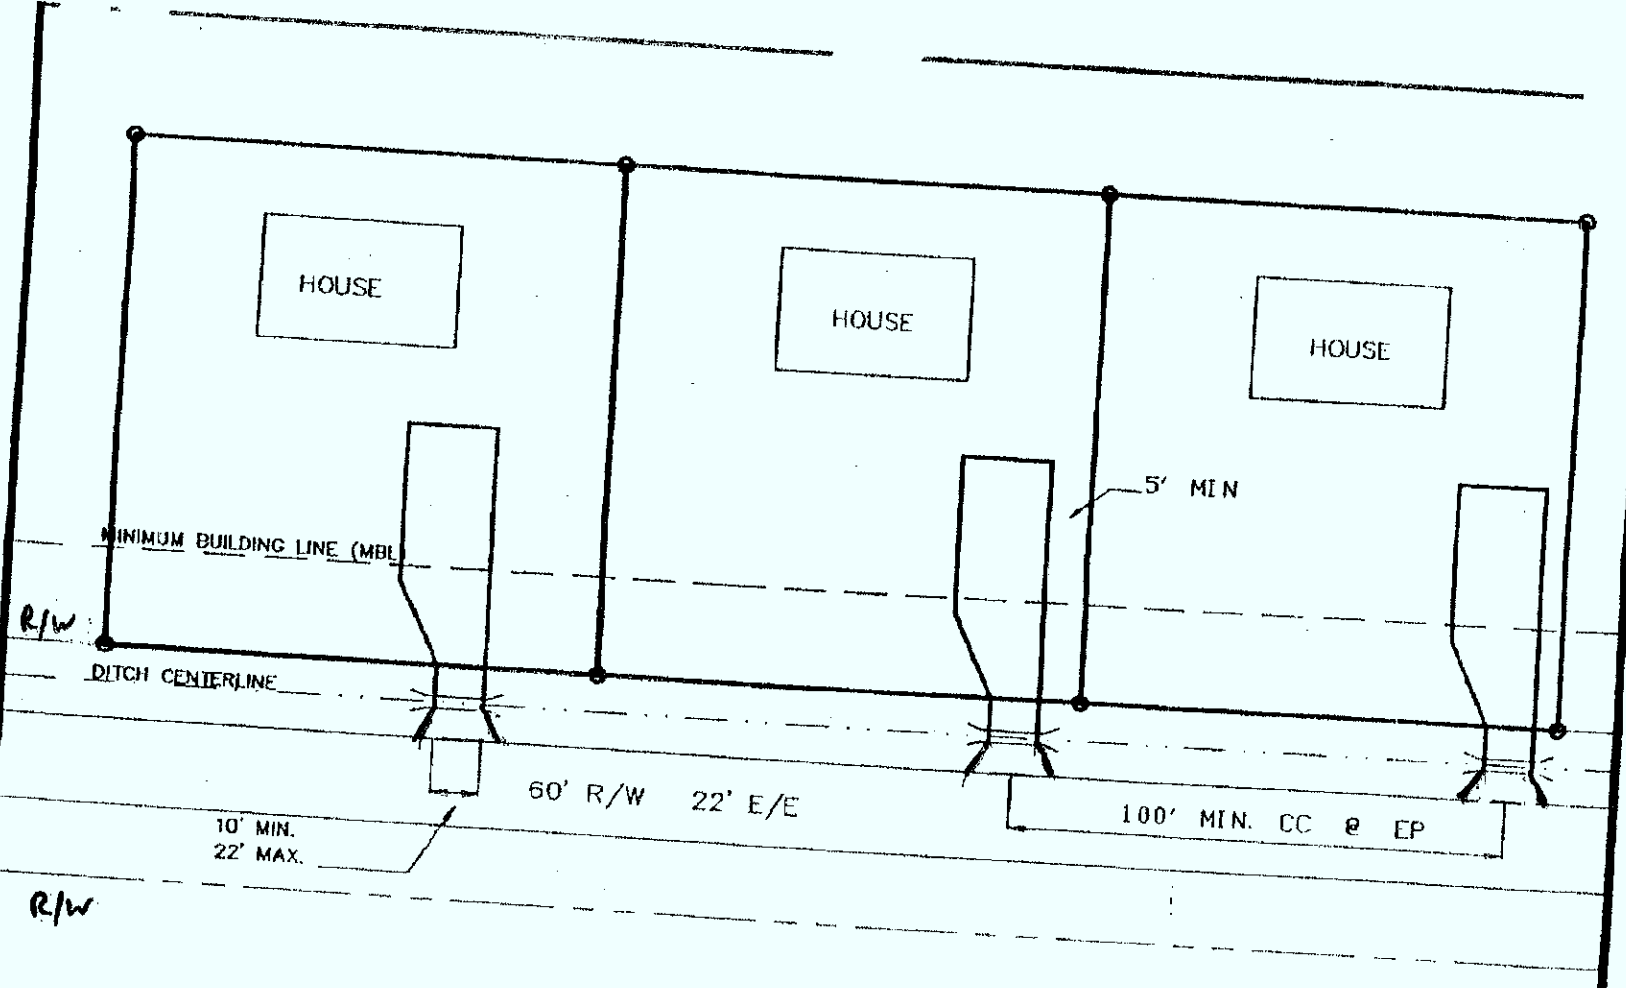 HOUSE
HOUSE
HOUSE
5' MIN
MINIMUM BUILDING LINE (MBL)
R/W
DITCH CENTERLINE
60' R/W 22' E/E
100' MIN. CC @ EP
10' MIN.
22' MAX.
R/W